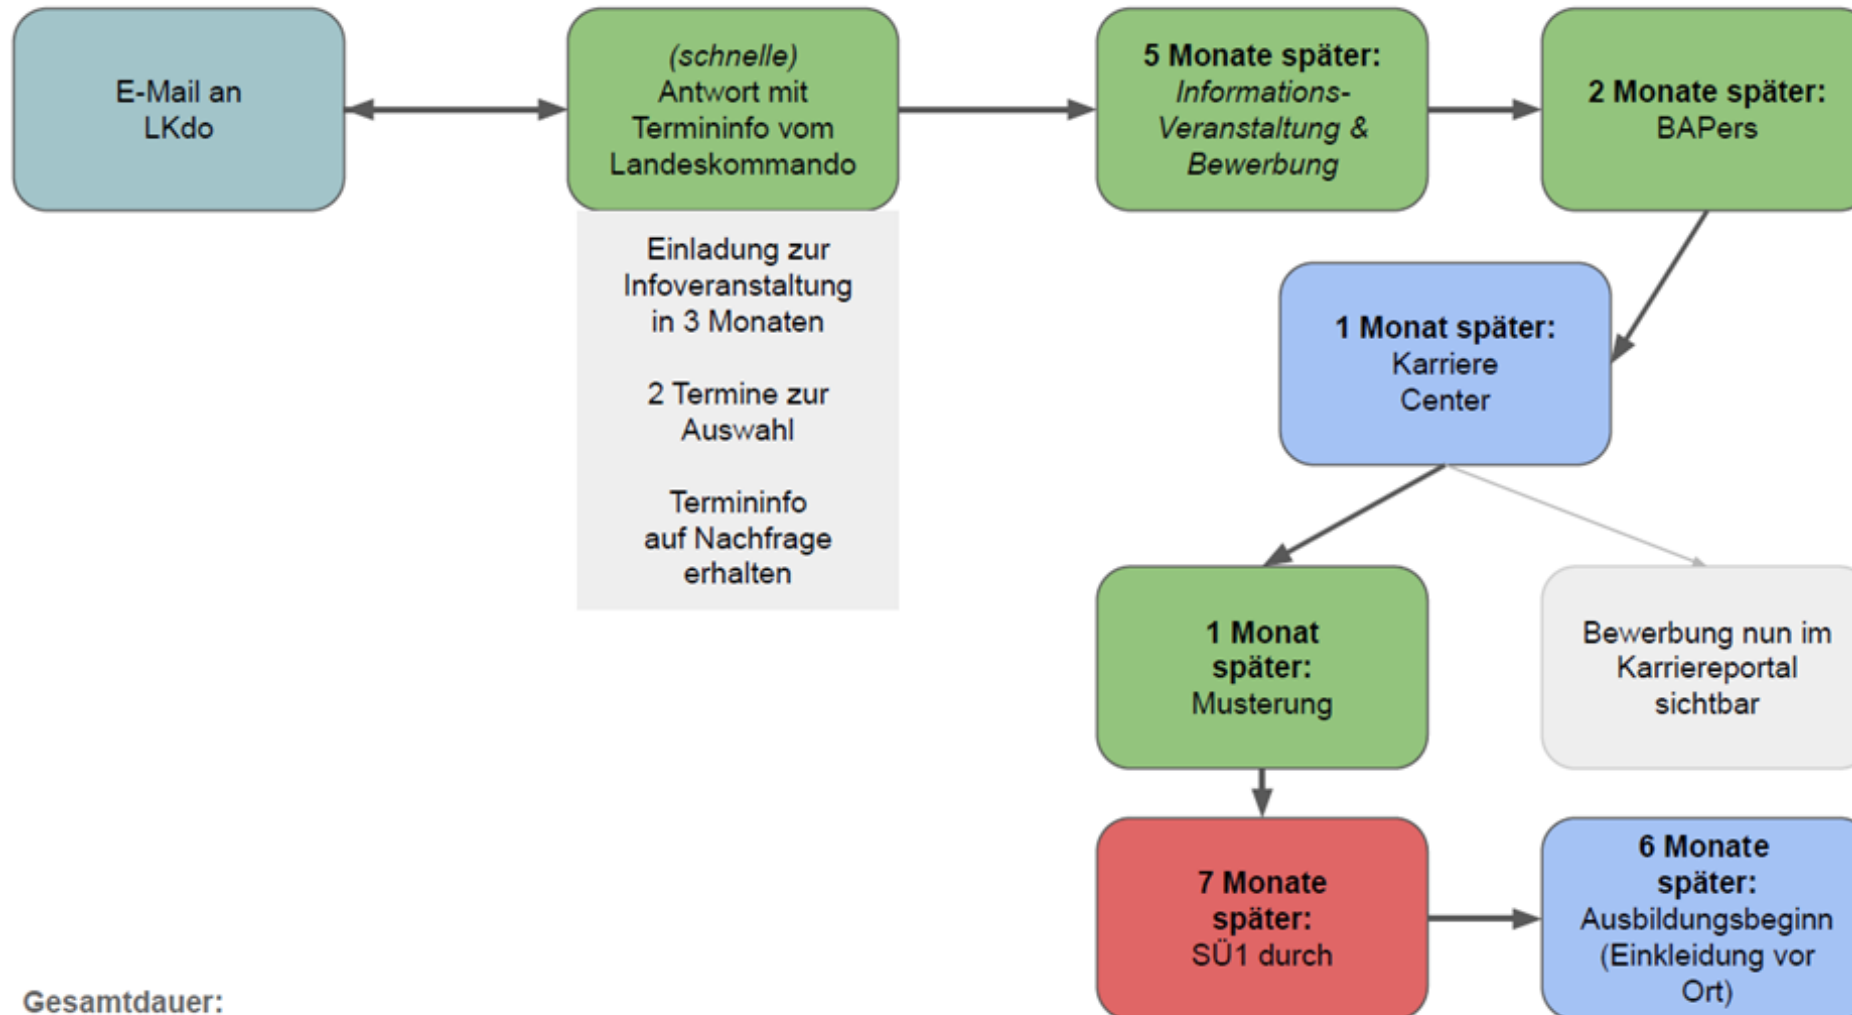 E-Mail an
LKdo
(schnelle)
Antwort mit
Termininfo vom
Landeskommando
Einladung zur
Infoveranstaltung
in 3 Monaten
2 Termine zur
Auswahl
Termininfo
auf Nachfrage
erhalten
5 Monate später:
Informations-
Veranstaltung &
Bewerbung
2 Monate später:
BAPers
1 Monat später:
Karriere
Center
1 Monat
später:
Musterung
Bewerbung nun im
Karriereportal
sichtbar
7 Monate
später:
SÜ1 durch
6 Monate
später:
Ausbildungsbeginn
(Einkleidung vor
Ort)
Gesamtdauer: